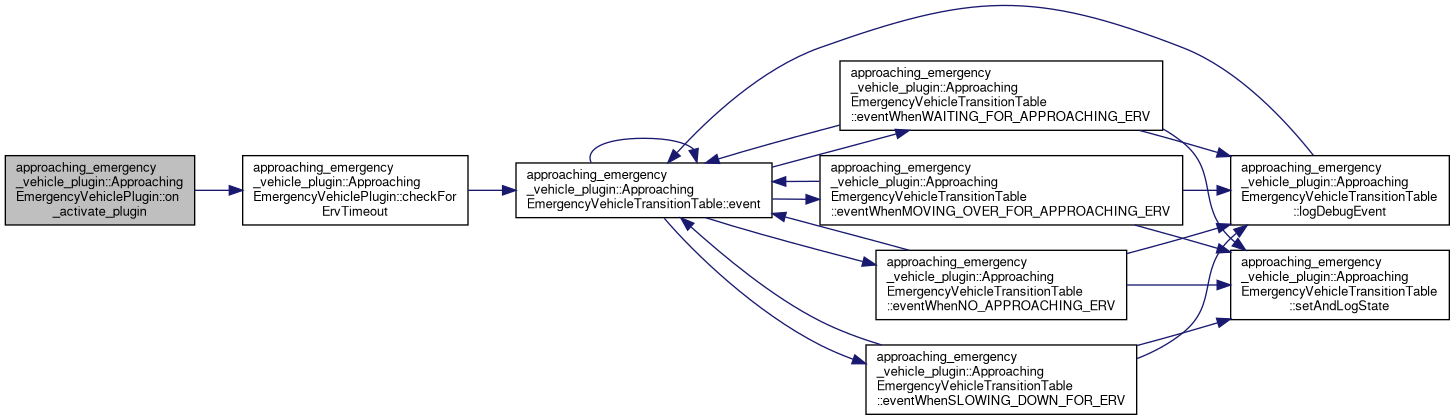 approaching_emergency
_vehicle_plugin::Approaching
EmergencyVehiclePlugin::on
_activate_plugin
approaching_emergency
_vehicle_plugin::Approaching
EmergencyVehiclePlugin::checkFor
ErvTimeout
approaching_emergency
_vehicle_plugin::Approaching
EmergencyVehicleTransitionTable::event
approaching_emergency
_vehicle_plugin::Approaching
EmergencyVehicleTransitionTable
::eventWhenWAITING_FOR_APPROACHING_ERV
approaching_emergency
_vehicle_plugin::Approaching
EmergencyVehicleTransitionTable
::eventWhenMOVING_OVER_FOR_APPROACHING_ERV
approaching_emergency
_vehicle_plugin::Approaching
EmergencyVehicleTransitionTable
::eventWhenNO_APPROACHING_ERV
approaching_emergency
_vehicle_plugin::Approaching
EmergencyVehicleTransitionTable
::eventWhenSLOWING_DOWN_FOR_ERV
approaching_emergency
_vehicle_plugin::Approaching
EmergencyVehicleTransitionTable
::logDebugEvent
approaching_emergency
_vehicle_plugin::Approaching
EmergencyVehicleTransitionTable
::setAndLogState